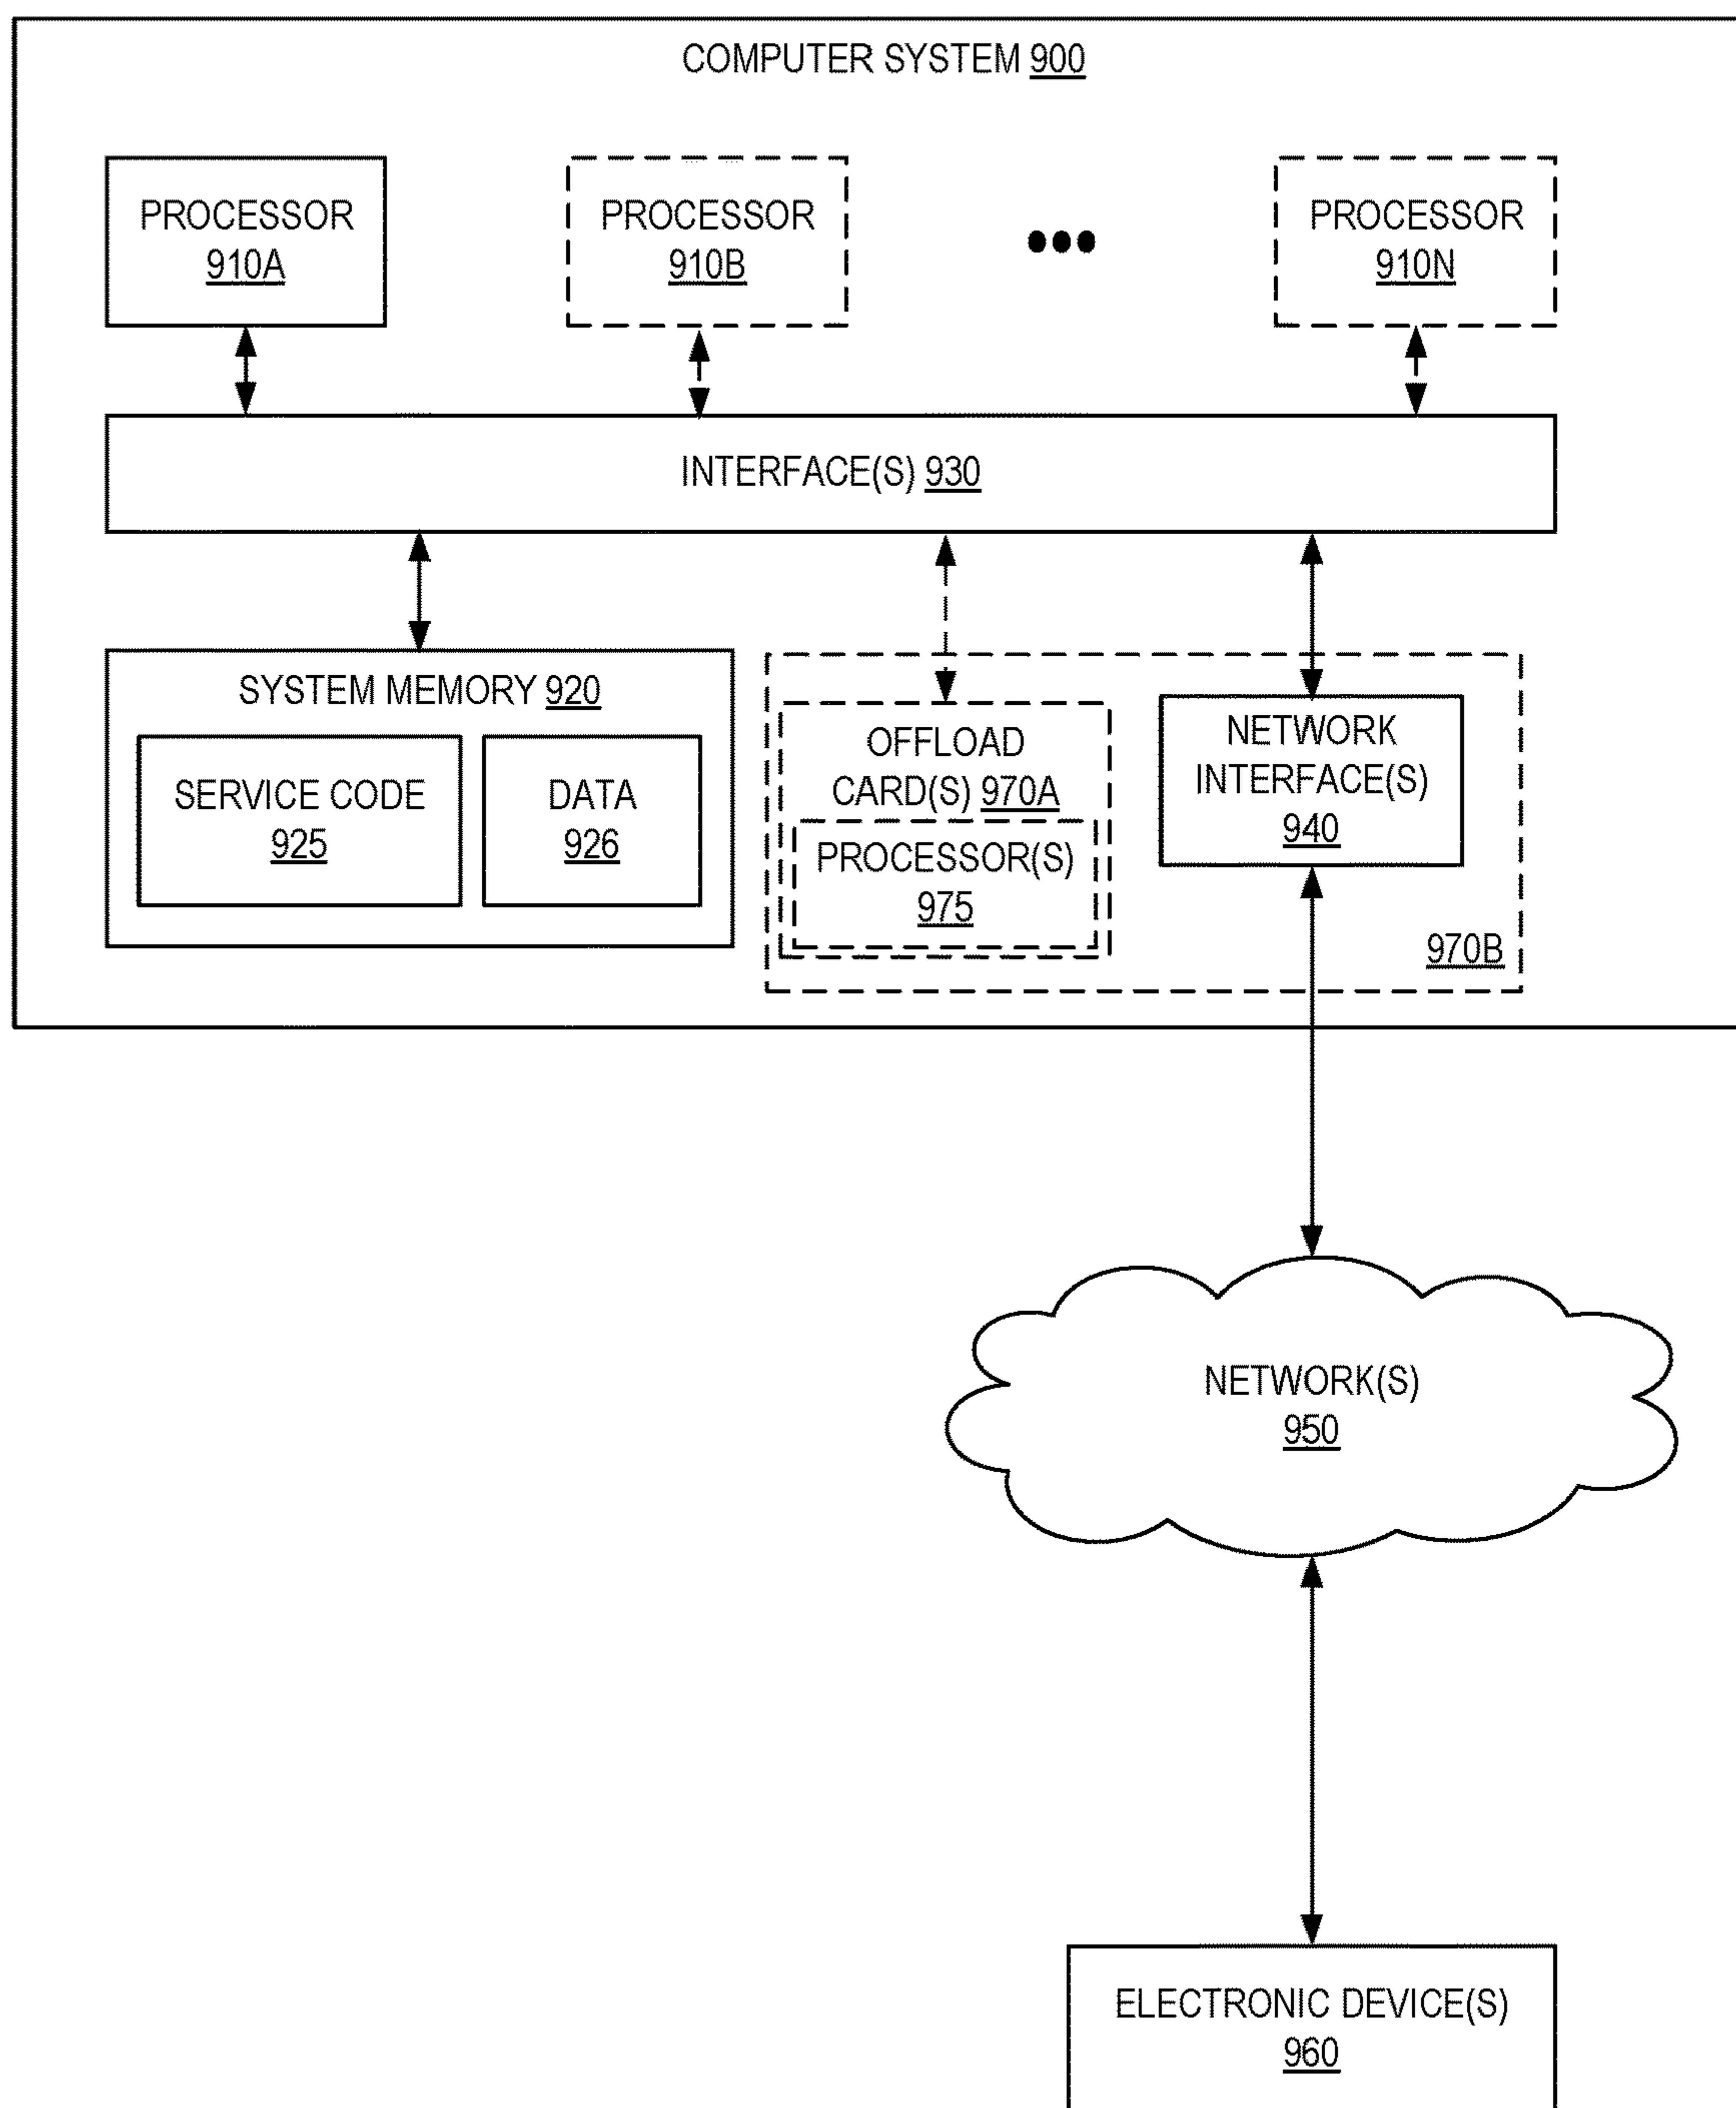 COMPUTER SYSTEM 900
PROCESSOR
910A
PROCESSOR
910B
PROCESSOR
910N
INTERFACE(S) 930
SYSTEM MEMORY 920
SERVICE CODE
925
DATA
926
OFFLOAD
CARD(S) 970A
PROCESSOR(S)
975
NETWORK
INTERFACE(S)
940
970B
NETWORK(S)
950
ELECTRONIC DEVICE(S)
960